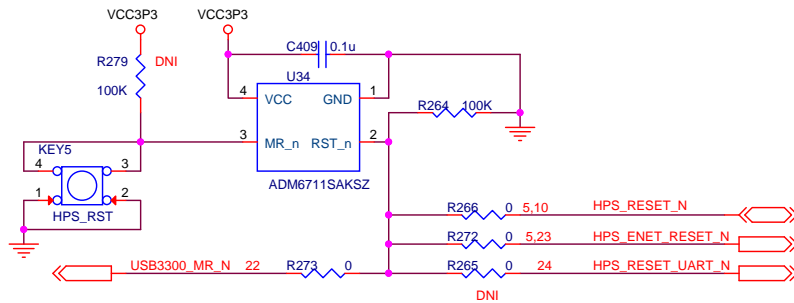 VCC3P3 VCC3P3
R279 DNI
100K
C409 0.1u
U34
4 VCC GND 1
R264 100K
3 MR_n RST_n 2
ADM6711SAKSZ
KEY5
4 3
1 2
HPS_RST
R266 0 5,10 HPS_RESET_N
R272 0 5,23 HPS_ENET_RESET_N
USB3300_MR_N 22 R273 0 R265 0 24 HPS_RESET_UART_N
DNI